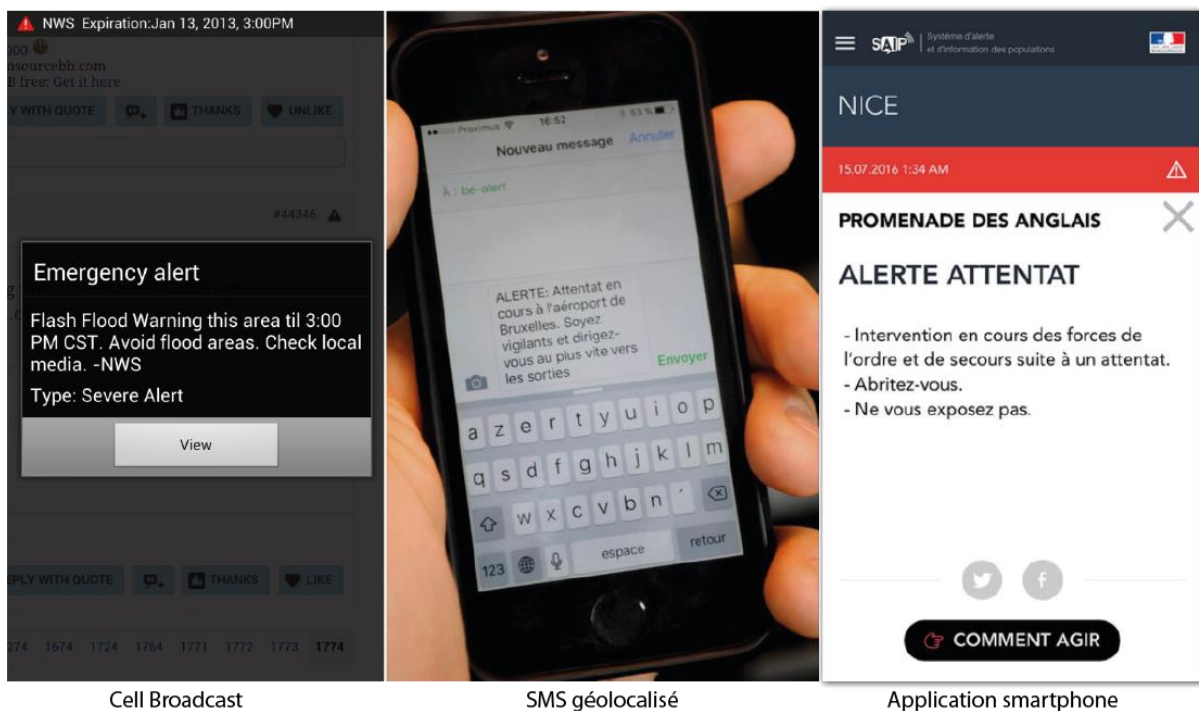 NWS Expiration:Jan 13, 2013, 3:00PM
nsourcebb.com
free: Get it here
WITH QUOTE THANKS UNLIKE
#44346
Emergency alert
Flash Flood Warning this area til 3:00
PM CST. Avoid flood areas. Check local
media. -NWS
Type: Severe Alert
View
WITH QUOTE THANKS LIKE
274 1674 1724 1764 1771 1772 1773 1774
Cell Broadcast
Proximus 16:52 63 %
Nouveau message Annuler
À : be-alert
ALERTE: Attentat en
cours à l'aéroport de
Bruxelles. Soyez
vigilants et dirigez-
vous au plus vite vers
les sorties
Envoyer
a z e r t y u i o p
q s d f g h j k l m
w x c v b n ´
123 espace retour
SMS géolocalisé
SAIP Système d'alerte
et d'information des populations
NICE
15.07.2016 1:34 AM
PROMENADE DES ANGLAIS
ALERTE ATTENTAT
- Intervention en cours des forces de
l'ordre et de secours suite à un attentat.
- Abritez-vous.
- Ne vous exposez pas.
COMMENT AGIR
Application smartphone